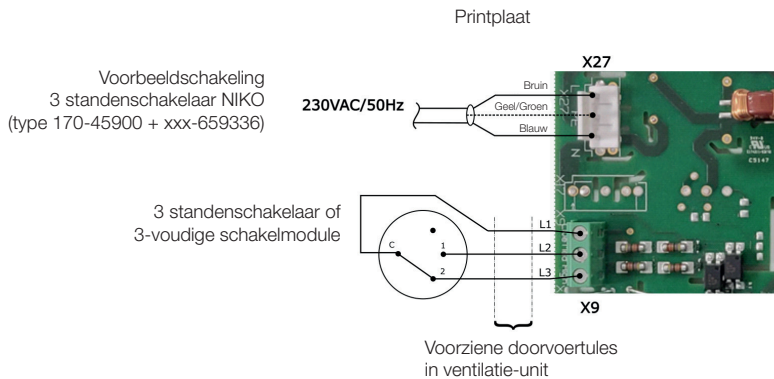 Printplaat
X27
Voorbeeldschakeling
3 standenschakelaar NIKO
(type 170-45900 + xxx-659336)
230VAC/50Hz
Bruin
Geel/Groen
Blauw
N
C9147
3 standenschakelaar of
3-voudige schakelmodule
C
1
2
L1
L2
L3
X9
Voorziene doorvoertules
in ventilatie-unit